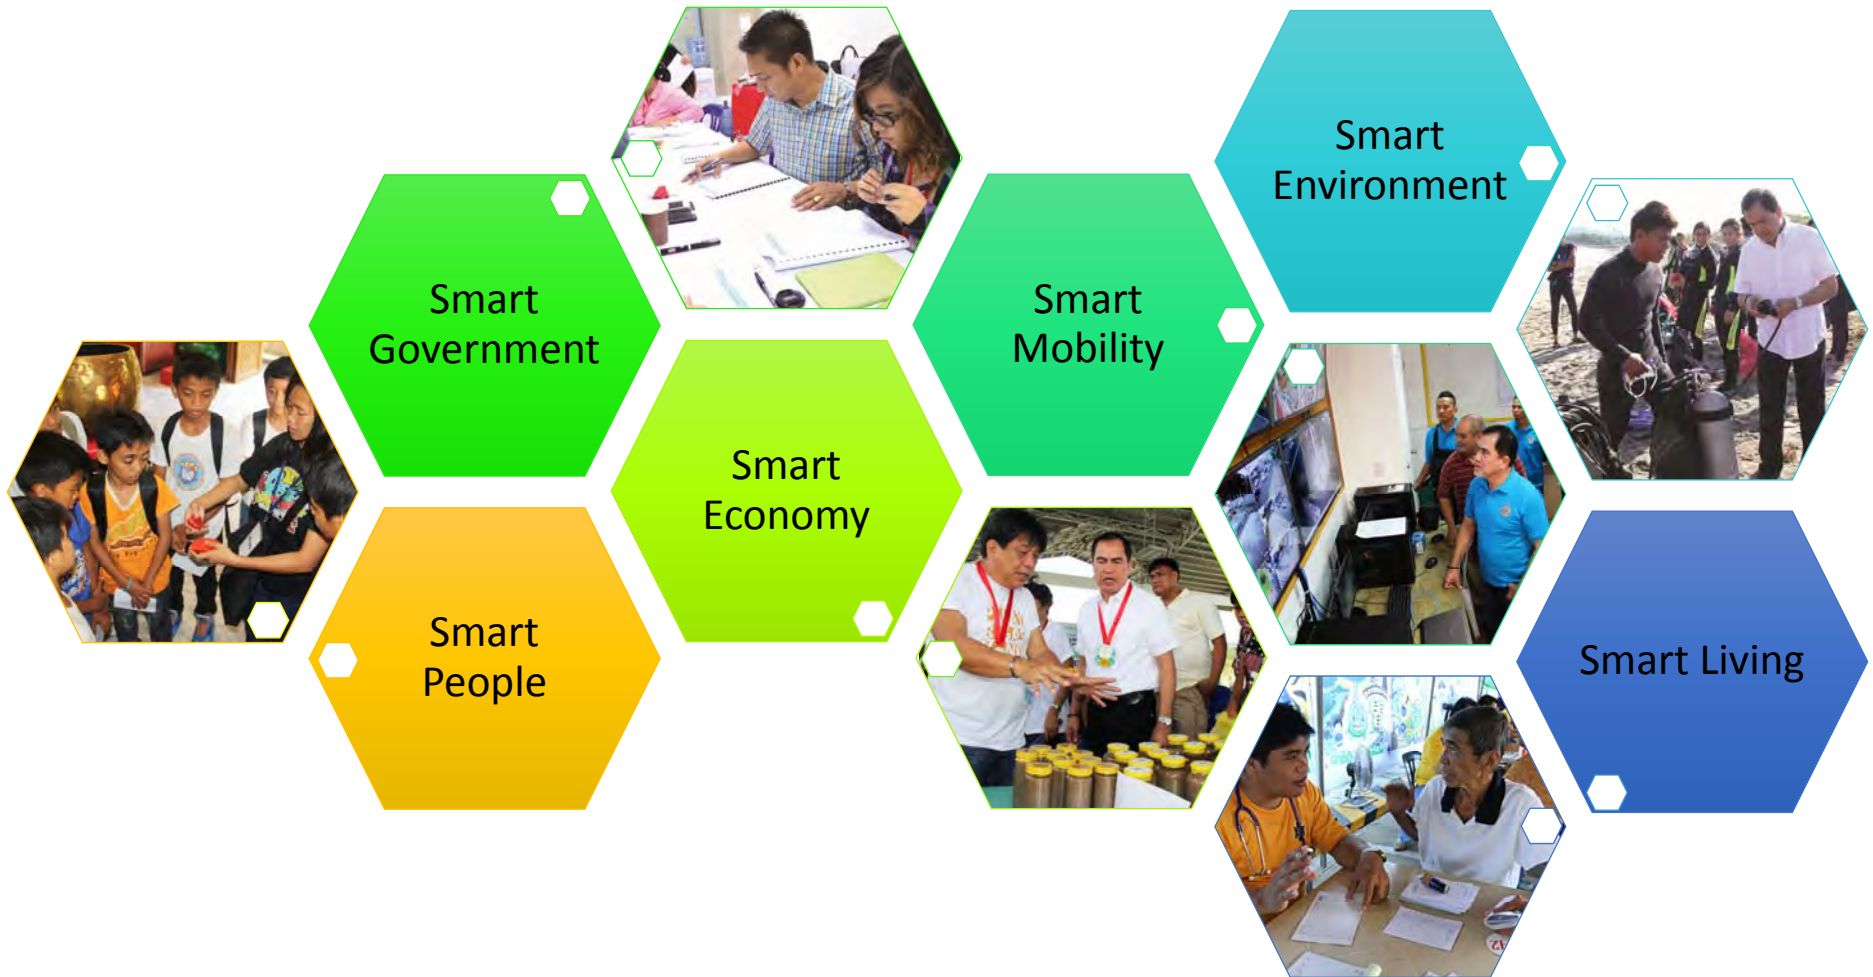 Smart
Government
Smart
People
Smart
Economy
Smart
Mobility
Smart
Environment
Smart Living